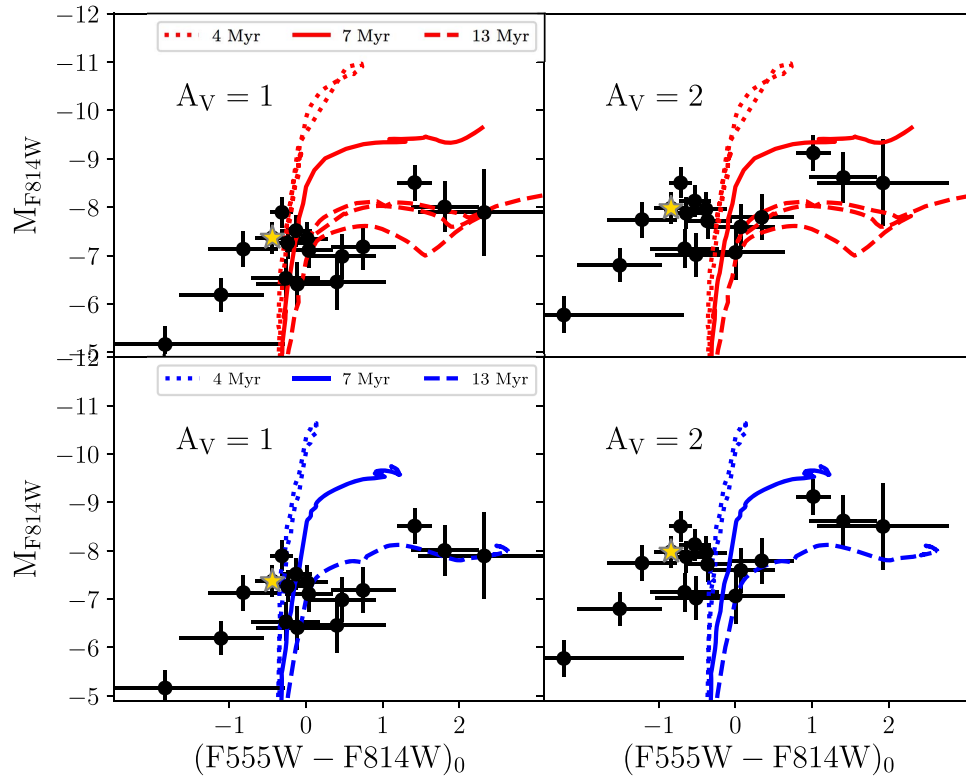 −12
−11
−10
−9
−8
−7
−6
−5
M_F814W
4 Myr 7 Myr 13 Myr
A_V = 1
A_V = 2
−12
−11
−10
−9
−8
−7
−6
−5
M_F814W
4 Myr 7 Myr 13 Myr
A_V = 1
A_V = 2
−1 0 1 2
−1 0 1 2
(F555W − F814W)_0
(F555W − F814W)_0